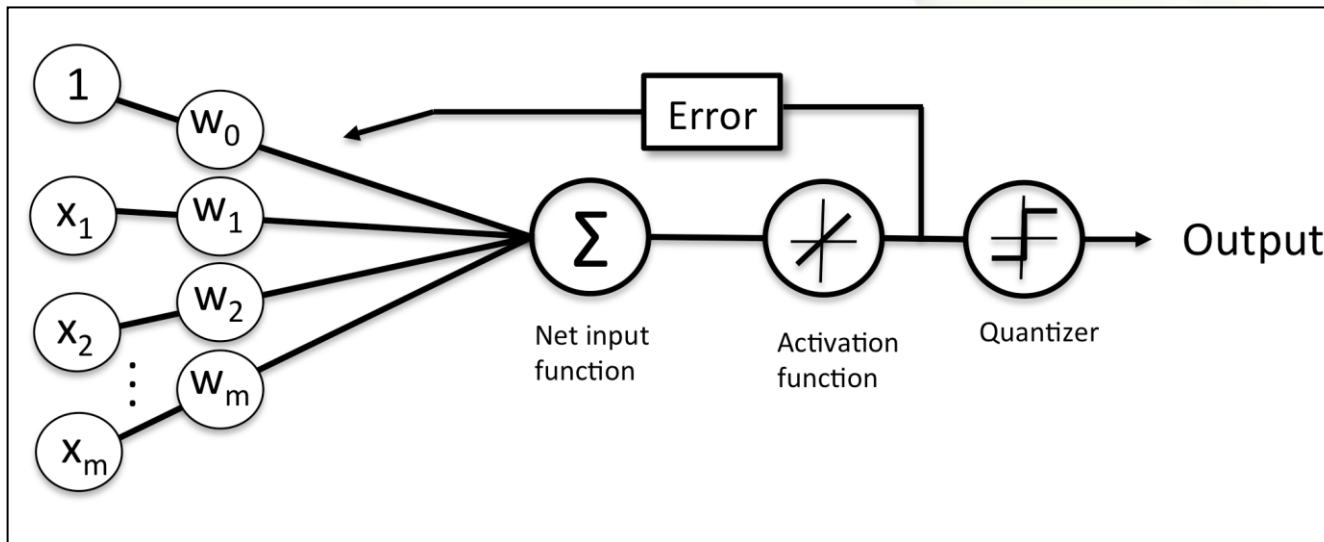 1
w₀
Error
x₁
w₁
Σ
Output
x₂
w₂
⋮
wₘ
xₘ
Net input
function
Activation
function
Quantizer